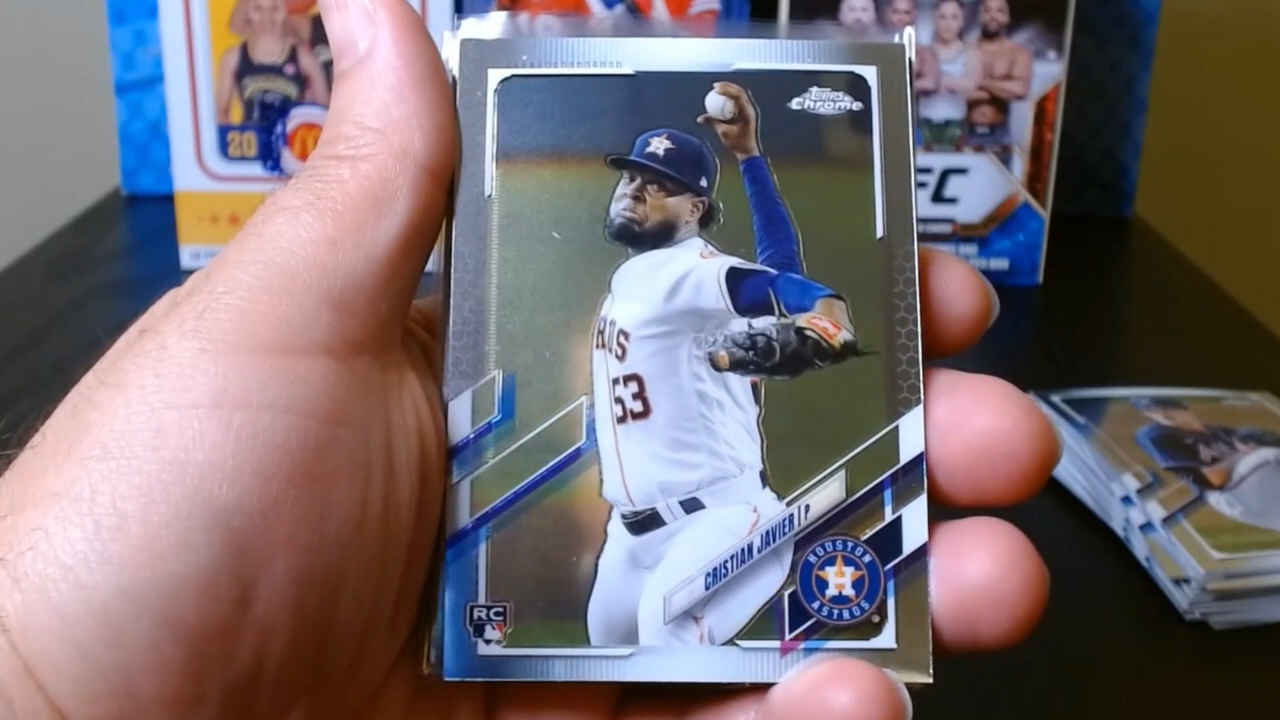 20
FC
Topps
Chrome
ROS
53
CRISTIAN JAVIER | P
HOUSTON
H
ASTROS
RC